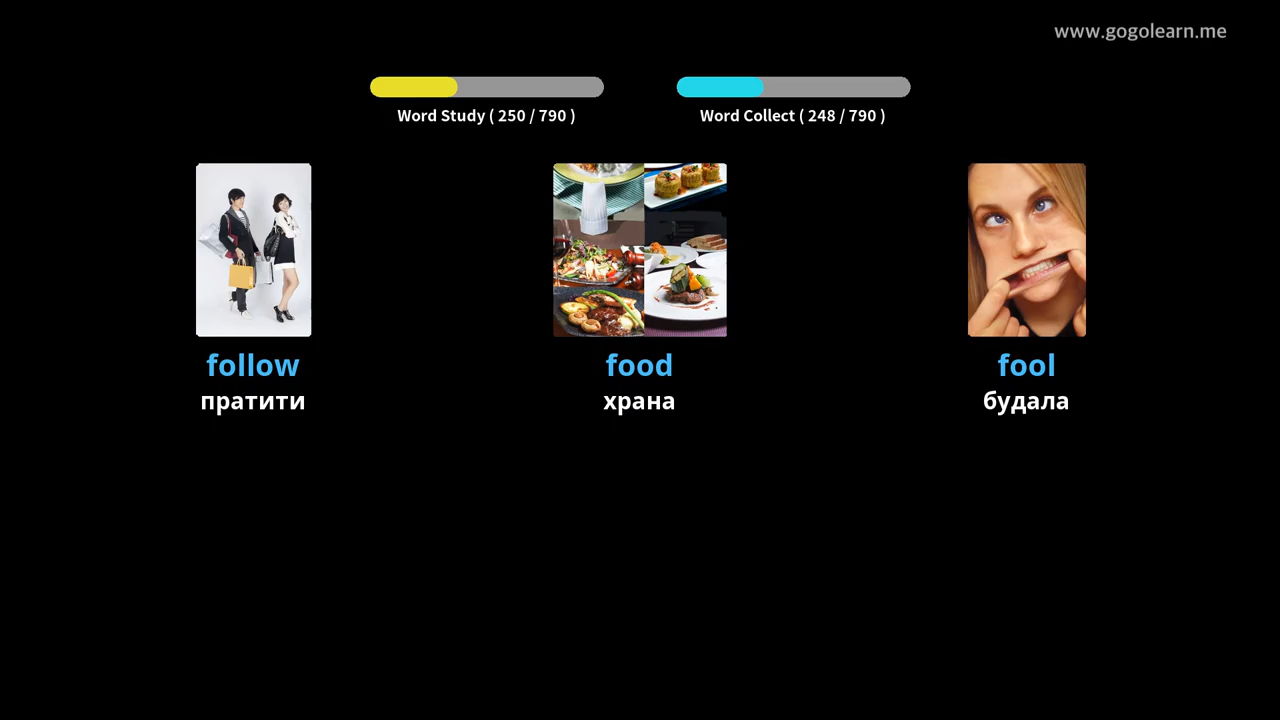 www.gogolearn.me
Word Study ( 250 / 790 )
Word Collect ( 248 / 790 )
follow
пратити
food
храна
fool
будала